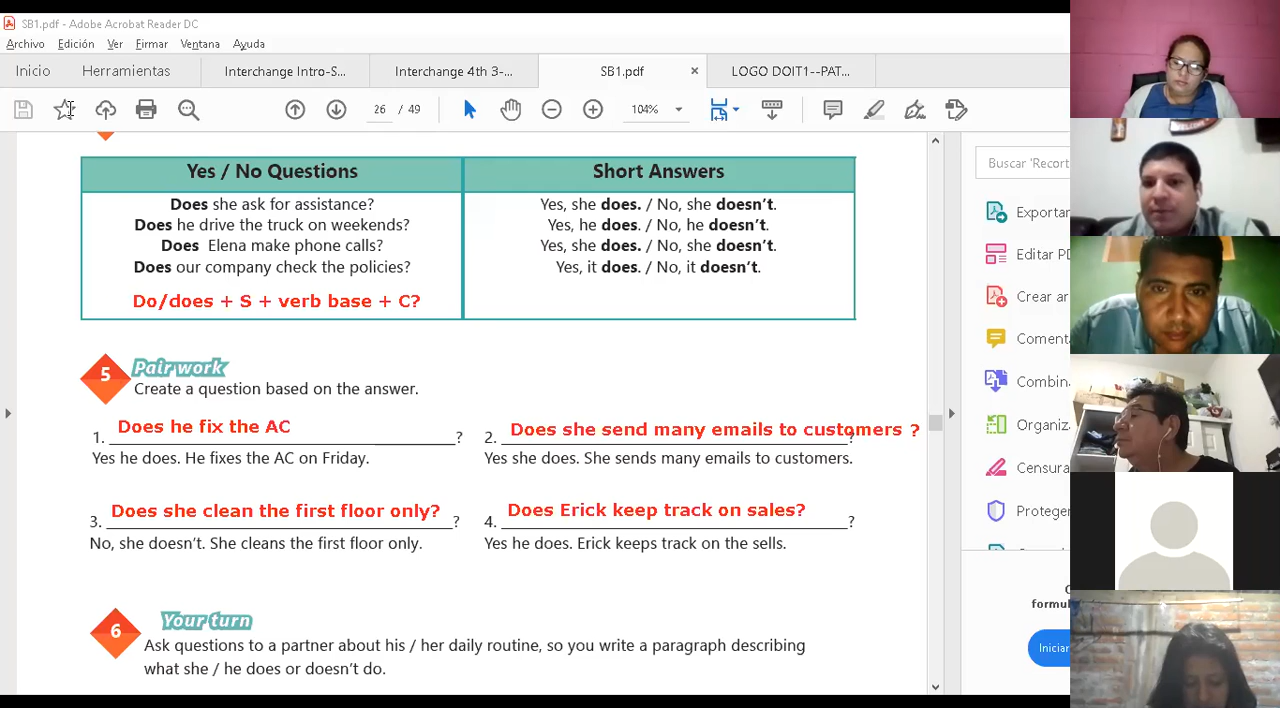 SB1.pdf - Adobe Acrobat Reader DC
Archivo Edición Ver Firmar Ventana Ayuda
Inicio Herramientas Interchange Intro-S... Interchange 4th 3-... SB1.pdf × LOGO DOIT1--PAT...
26 / 49 104%
Yes / No Questions Short Answers
Does she ask for assistance? Yes, she does. / No, she doesn't.
Does he drive the truck on weekends? Yes, he does. / No, he doesn't.
Does Elena make phone calls? Yes, she does. / No, she doesn't.
Does our company check the policies? Yes, it does. / No, it doesn't.
Do/does + S + verb base + C?
5 Pair work
Create a question based on the answer.
Does he fix the AC Does she send many emails to customers ?
1. ? 2. ?
Yes he does. He fixes the AC on Friday. Yes she does. She sends many emails to customers.
Does she clean the first floor only? Does Erick keep track on sales?
3. ? 4. ?
No, she doesn't. She cleans the first floor only. Yes he does. Erick keeps track on the sells.
6 Your turn
Ask questions to a partner about his / her daily routine, so you write a paragraph describing
what she / he does or doesn't do.
Buscar 'Recort
Exportar
Editar PD
Crear ar
Comenta
Combin
Organiz
Censura
Proteger
formul
Iniciar